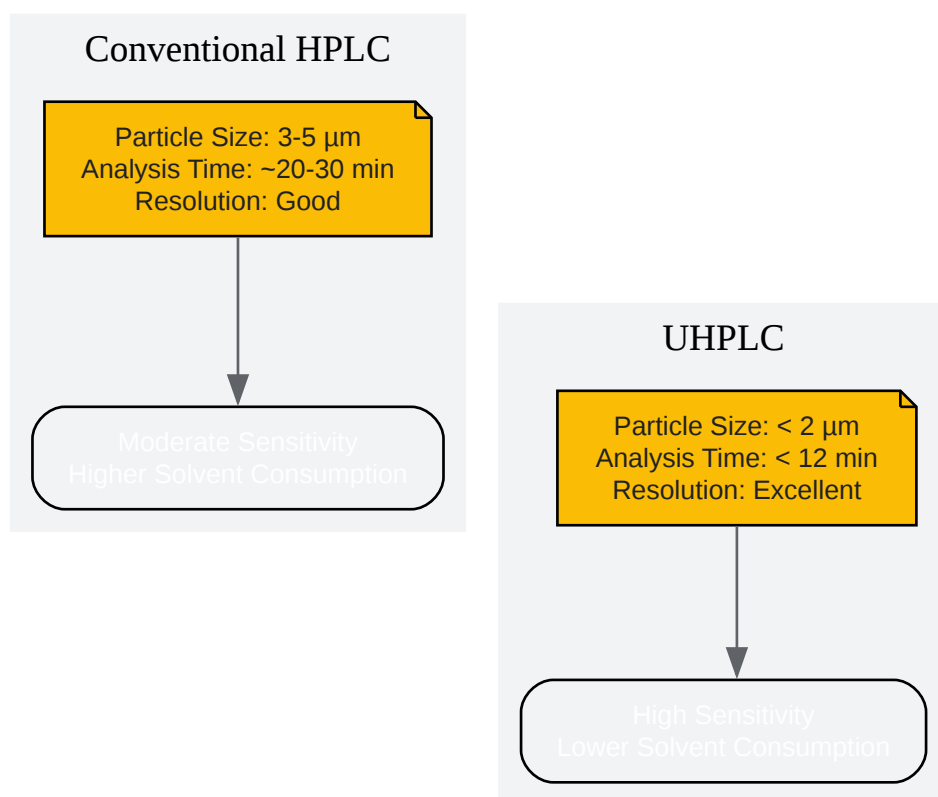 Conventional HPLC
Particle Size: 3-5 µm
Analysis Time: ~20-30 min
Resolution: Good
Moderate Sensitivity
Higher Solvent Consumption
UHPLC
Particle Size: < 2 µm
Analysis Time: < 12 min
Resolution: Excellent
High Sensitivity
Lower Solvent Consumption